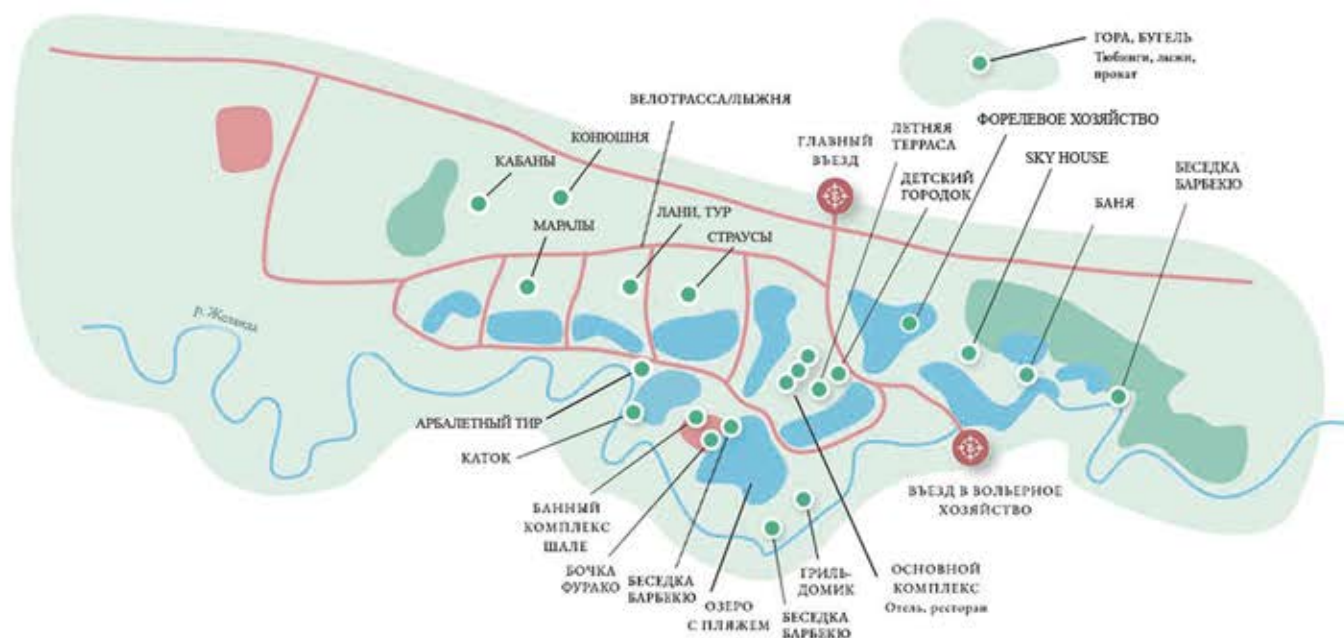 ГОРА, БУГЕЛЬ
Тюбинги, лыжи,
прокат
ВЕЛОТРАССА/ЛЫЖНЯ
ЛЕТНЯЯ
ТЕРРАСА
ФОРЕЛЕВОЕ ХОЗЯЙСТВО
КОНЮШНЯ
ГЛАВНЫЙ
ВЪЕЗД
SKY HOUSE
КАБАНЫ
ДЕТСКИЙ
ГОРОДОК
БЕСЕДКА
БАРБЕКЮ
БАНЯ
ЛАНИ, ТУР
МАРАЛЫ
СТРАУСЫ
р.
АРБАЛЕТНЫЙ ТИР
КАТОК
ВЪЕЗД В ВОЛЬЕРНОЕ
ХОЗЯЙСТВО
БАННЫЙ
КОМПЛЕКС
ШАЛЕ
БОЧКА
ФУРАКО
БЕСЕДКА
БАРБЕКЮ
ОЗЕРО
С ПЛЯЖЕМ
ГРИЛЬ-
ДОМИК
БЕСЕДКА
БАРБЕКЮ
ОСНОВНОЙ
КОМПЛЕКС
Отель, ресторан